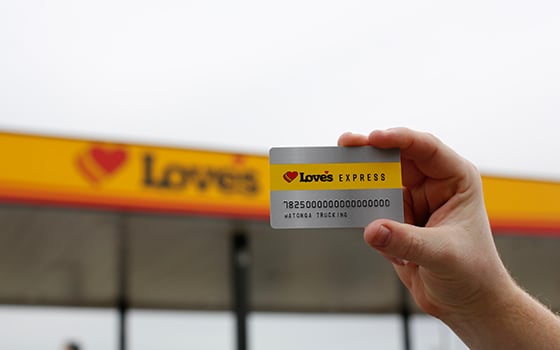 Love's
Love's EXPRESS
7825000000000000000
WATONGA TRUCKING